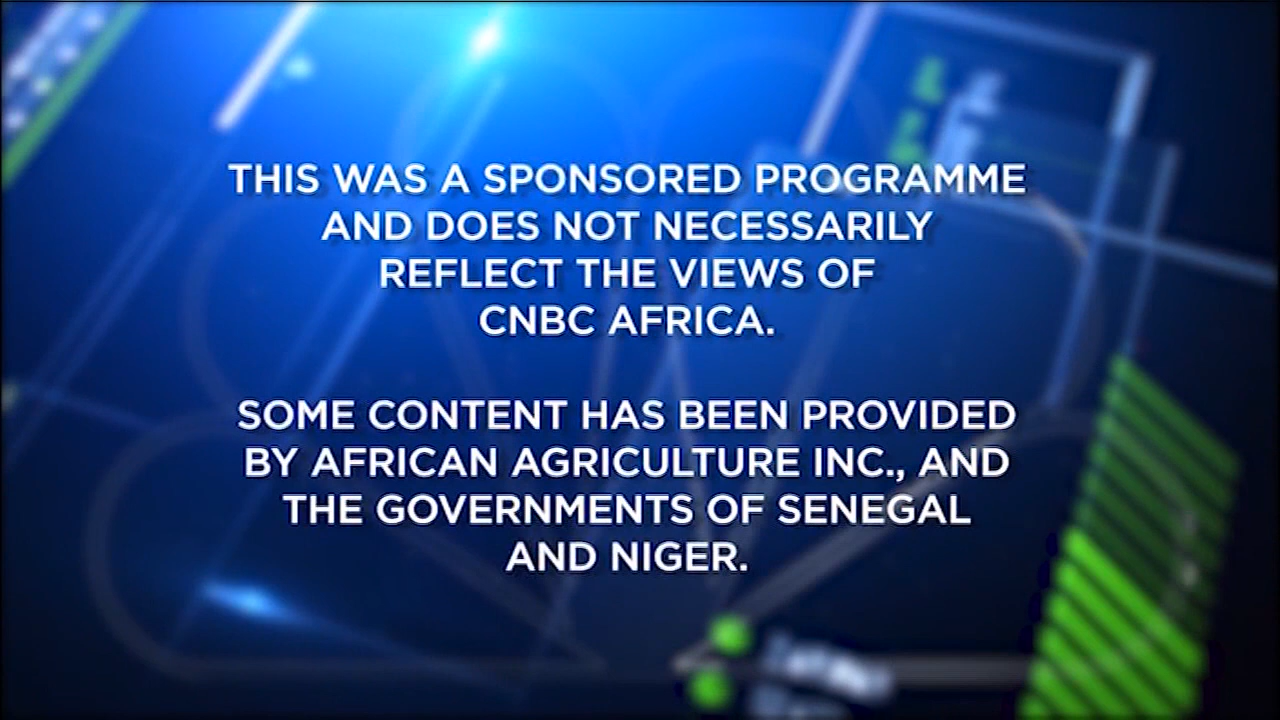 THIS WAS A SPONSORED PROGRAMME
AND DOES NOT NECESSARILY
REFLECT THE VIEWS OF
CNBC AFRICA.
SOME CONTENT HAS BEEN PROVIDED
BY AFRICAN AGRICULTURE INC., AND
THE GOVERNMENTS OF SENEGAL
AND NIGER.